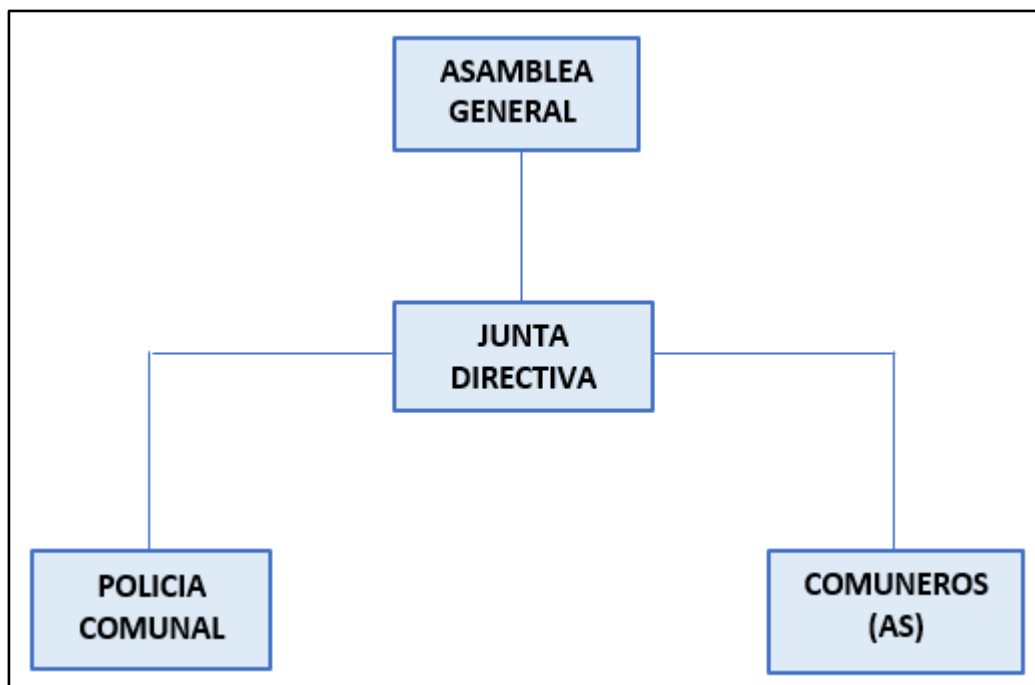 ASAMBLEA
GENERAL
JUNTA
DIRECTIVA
POLICIA
COMUNAL
COMUNEROS
(AS)